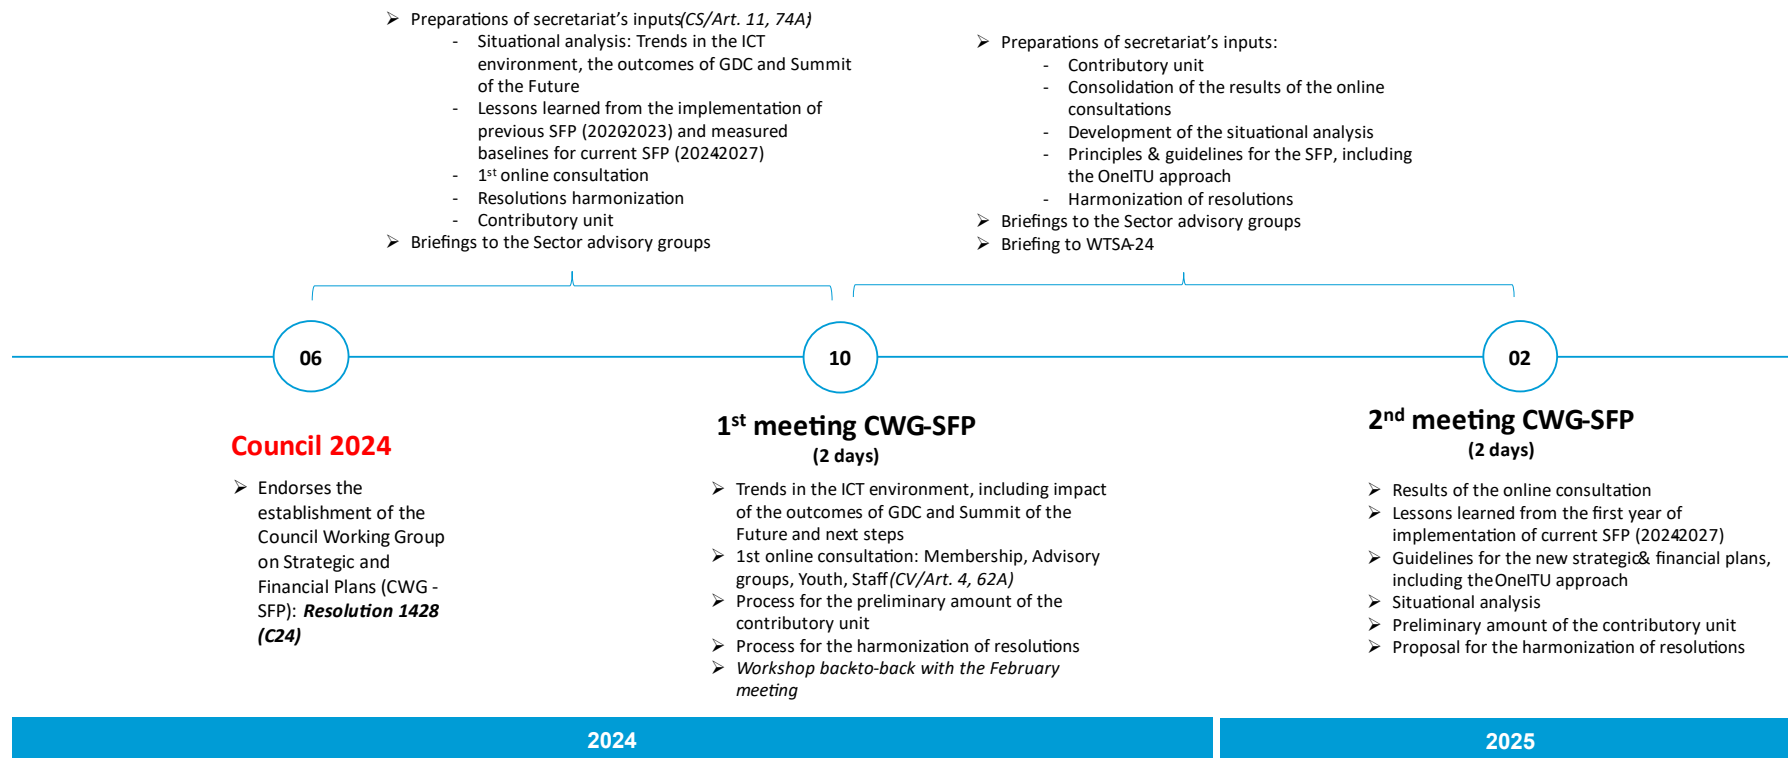 ➢ Preparations of secretariat's inputs (CS/Art. 11, 74A):
- Situational analysis: Trends in the ICT
environment, the outcomes of GDC and Summit
of the Future
- Lessons learned from the implementation of
previous SFP (2020-2023) and measured
baselines for current SFP (2024-2027)
- 1st online consultation
- Resolutions harmonization
- Contributory unit
➢ Briefings to the Sector advisory groups
➢ Preparations of secretariat's inputs:
- Contributory unit
- Consolidation of the results of the online
consultations
- Development of the situational analysis
- Principles & guidelines for the SFP, including
the OneITU approach
- Harmonization of resolutions
➢ Briefings to the Sector advisory groups
➢ Briefing to WTSA-24
06
10
02
Council 2024
➢ Endorses the
establishment of the
Council Working Group
on Strategic and
Financial Plans (CWG -
SFP): Resolution 1428
(C24)
1st meeting CWG-SFP
(2 days)
➢ Trends in the ICT environment, including impact
of the outcomes of GDC and Summit of the
Future and next steps
➢ 1st online consultation: Membership, Advisory
groups, Youth, Staff (CV/Art. 4, 62A)
➢ Process for the preliminary amount of the
contributory unit
➢ Process for the harmonization of resolutions
➢ Workshop back-to-back with the February
meeting
2nd meeting CWG-SFP
(2 days)
➢ Results of the online consultation
➢ Lessons learned from the first year of
implementation of current SFP (2024-2027)
➢ Guidelines for the new strategic & financial plans,
including the OneITU approach
➢ Situational analysis
➢ Preliminary amount of the contributory unit
➢ Proposal for the harmonization of resolutions
2024
2025